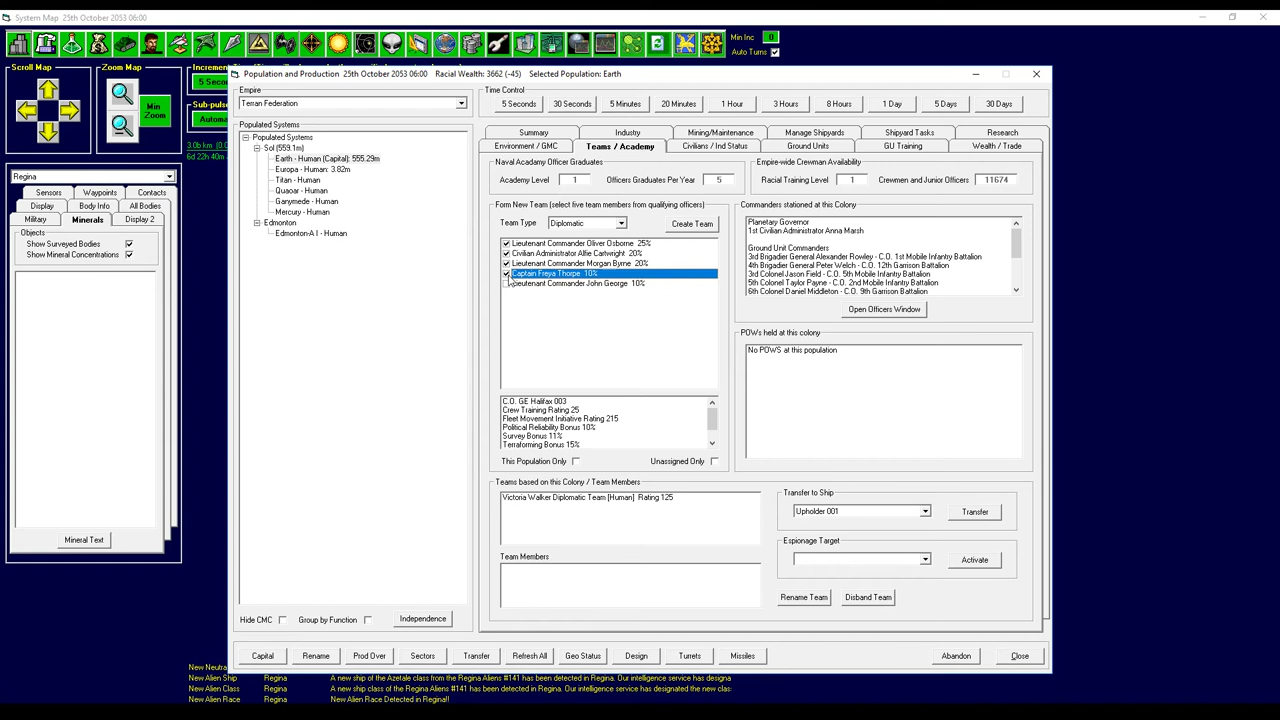 System Map   25th October 2053 06:00
Min Inc 0
Auto Turns
Scroll Map
Zoom Map
Min Zoom
Increment
5 Secon
Sub-pulse
Automa
3.0b km
6d 22h 40m
Regina
Sensors Waypoints Contacts
Display Body Info All Bodies
Military Minerals Display 2
Objects
Show Surveyed Bodies
Show Mineral Concentrations
Mineral Text
Population and Production   25th October 2053 06:00   Racial Wealth: 3662 (-45)   Selected Population: Earth
Empire
Terran Federation
Populated Systems
Populated Systems
Sol (559.1m)
Earth - Human (Capital): 555.29m
Europa - Human: 3.82m
Titan - Human
Quaoar - Human
Ganymede - Human
Mercury - Human
Edmonton
Edmonton-A I - Human
Hide CMC
Group by Function
Independence
Time Control
5 Seconds 30 Seconds 5 Minutes 20 Minutes 1 Hour 3 Hours 8 Hours 1 Day 5 Days 30 Days
Summary Industry Mining/Maintenance Manage Shipyards Shipyard Tasks Research
Environment / GMC Teams / Academy Civilians / Ind Status Ground Units GU Training Wealth / Trade
Naval Academy Officer Graduates
Academy Level 1 Officers Graduates Per Year 5
Empire-wide Crewman Availability
Racial Training Level 1 Crewmen and Junior Officers 11674
Form New Team (select five team members from qualifying officers)
Team Type Diplomatic Create Team
Lieutenant Commander Oliver Osborne  25%
Civilian Administrator Alfie Cartwright  20%
Lieutenant Commander Morgan Byrne  20%
Captain Freya Thorpe  10%
Lieutenant Commander John George  10%
C.O. GE Halifax 003
Crew Training Rating 25
Fleet Movement Initiative Rating 215
Political Reliability Bonus 10%
Survey Bonus 11%
Terraforming Bonus 15%
This Population Only
Unassigned Only
Commanders stationed at this Colony
Planetary Governor
1st Civilian Administrator Anna Marsh
Ground Unit Commanders
3rd Brigadier General Alexander Rowley - C.O. 1st Mobile Infantry Battalion
4th Brigadier General Peter Welch - C.O. 12th Garrison Battalion
3rd Colonel Jason Field - C.O. 5th Mobile Infantry Battalion
5th Colonel Taylor Payne - C.O. 2nd Mobile Infantry Battalion
6th Colonel Daniel Middleton - C.O. 9th Garrison Battalion
Open Officers Window
POWs held at this colony
No POWS at this population
Teams based on this Colony / Team Members
Victoria Walker Diplomatic Team [Human]  Rating 125
Team Members
Transfer to Ship
Upholder 001
Transfer
Espionage Target
Activate
Rename Team
Disband Team
Capital Rename Prod Over Sectors Transfer Refresh All Geo Status Design Turrets Missiles Abandon Close
New Neutra
New Alien Ship Regina A new ship of the Azetale class from the Regina Aliens #141 has been detected in Regina. Our intelligence service has designa
New Alien Class Regina A new ship class of the Regina Aliens #141 has been detected in Regina. Our intelligence service has designated the new clas
New Alien Race Regina New Alien Race Detected in Regina!!